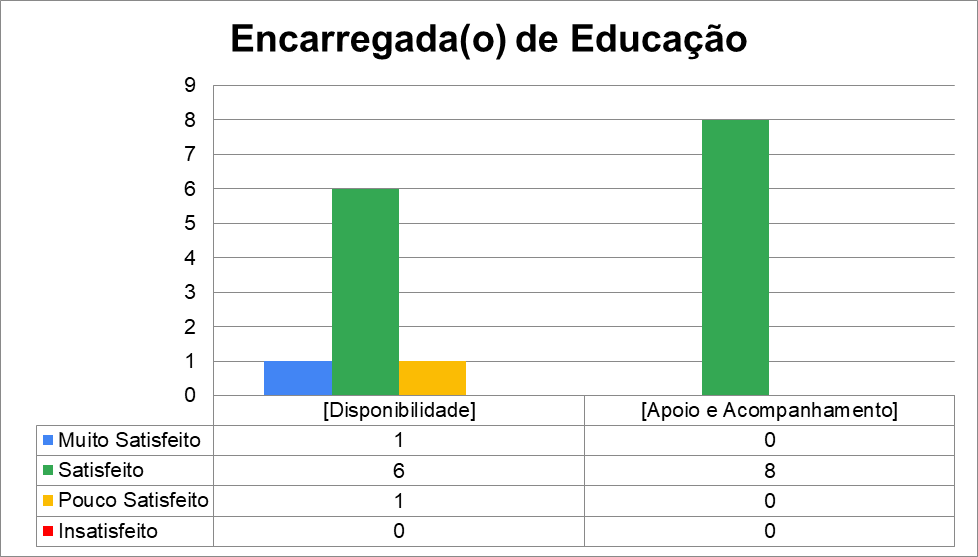 Encarregada(o) de Educação
9
8
7
6
5
4
3
2
1
0
[Disponibilidade] [Apoio e Acompanhamento]
Muito Satisfeito 1 0
Satisfeito 6 8
Pouco Satisfeito 1 0
Insatisfeito 0 0